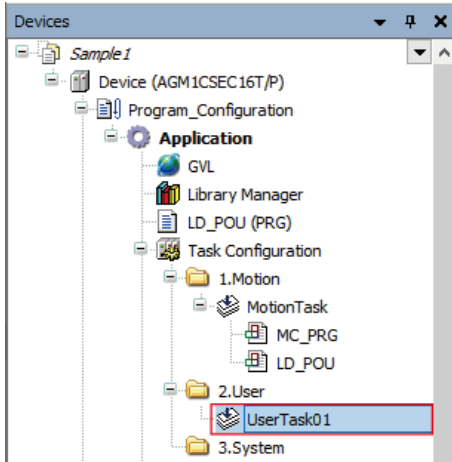 Devices
Sample1
Device (AGM1CSEC16T/P)
Program_Configuration
Application
GVL
Library Manager
LD_POU (PRG)
Task Configuration
1.Motion
MotionTask
MC_PRG
LD_POU
2.User
UserTask01
3.System